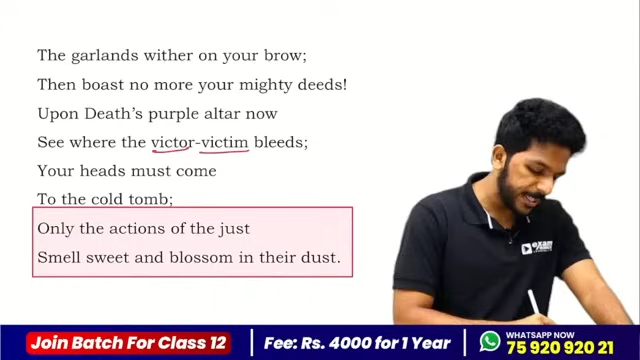 The garlands wither on your brow;
Then boast no more your mighty deeds!
Upon Death's purple altar now
See where the victor-victim bleeds;
Your heads must come
To the cold tomb;
Only the actions of the just
Smell sweet and blossom in their dust.
exam
Join Batch For Class 12
Fee: Rs. 4000 for 1 Year
WHATSAPP NOW
75 920 920 21